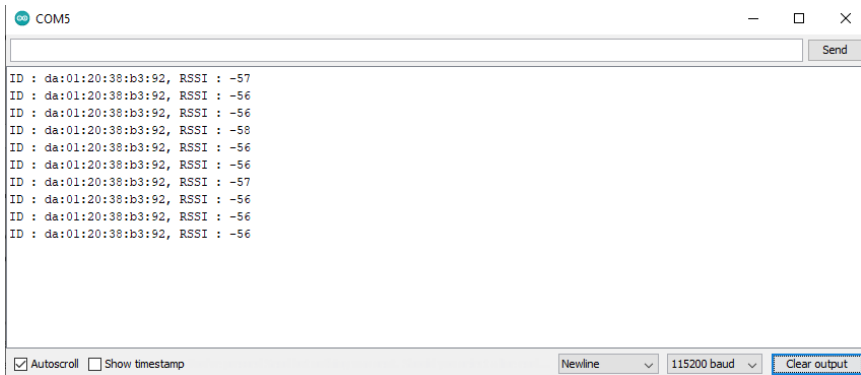 COM5
Send
ID : da:01:20:38:b3:92, RSSI : -57
ID : da:01:20:38:b3:92, RSSI : -56
ID : da:01:20:38:b3:92, RSSI : -56
ID : da:01:20:38:b3:92, RSSI : -58
ID : da:01:20:38:b3:92, RSSI : -56
ID : da:01:20:38:b3:92, RSSI : -56
ID : da:01:20:38:b3:92, RSSI : -57
ID : da:01:20:38:b3:92, RSSI : -56
ID : da:01:20:38:b3:92, RSSI : -56
ID : da:01:20:38:b3:92, RSSI : -56
Autoscroll Show timestamp Newline 115200 baud Clear output